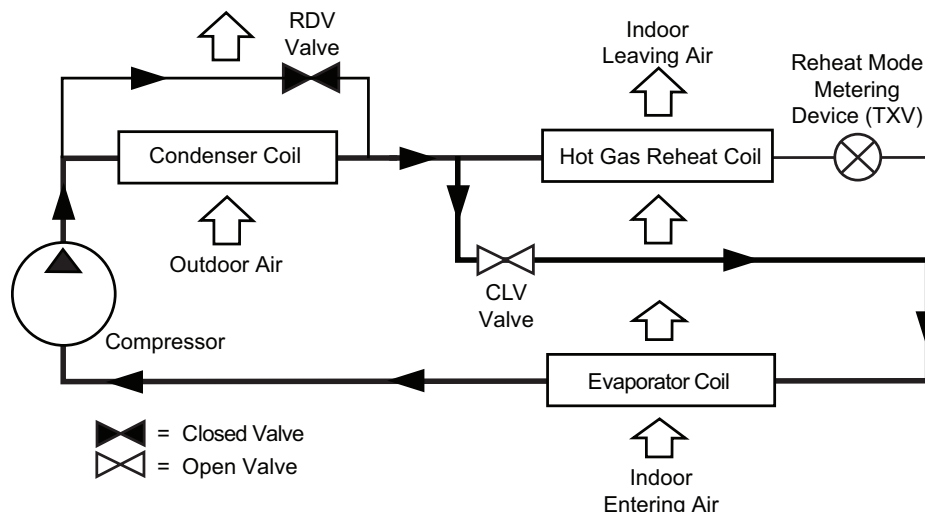 RDV
Valve
Indoor
Leaving Air
Reheat Mode
Metering
Device (TXV)
Condenser Coil
Hot Gas Reheat Coil
Outdoor Air
CLV
Valve
Compressor
Evaporator Coil
= Closed Valve
= Open Valve
Indoor
Entering Air